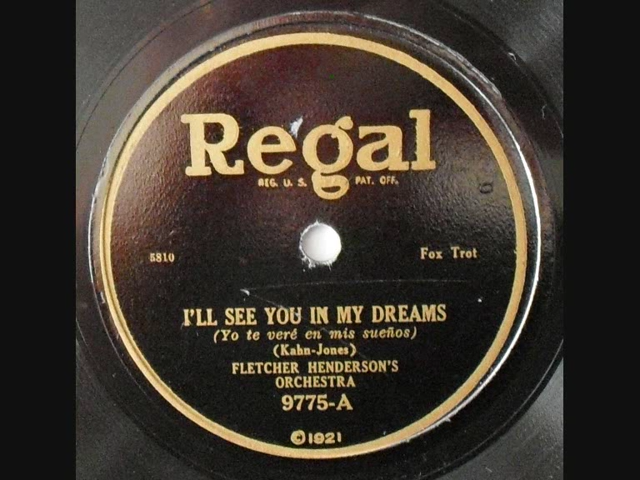 Regal
REG. U. S. PAT. OFF.
5810
Fox Trot
I'LL SEE YOU IN MY DREAMS
(Yo te veré en mis sueños)
(Kahn-Jones)
FLETCHER HENDERSON'S
ORCHESTRA
9775-A
©1921